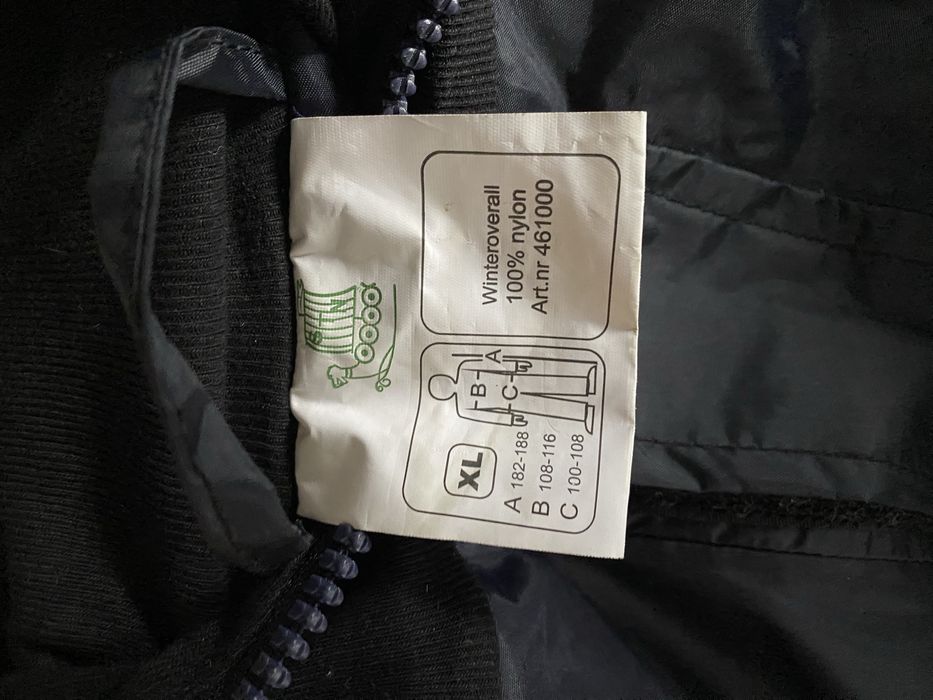 XL
A 182-188
B 108-116
C 100-108
A
B
C
Winteroverall
100% nylon
Art.nr 461000